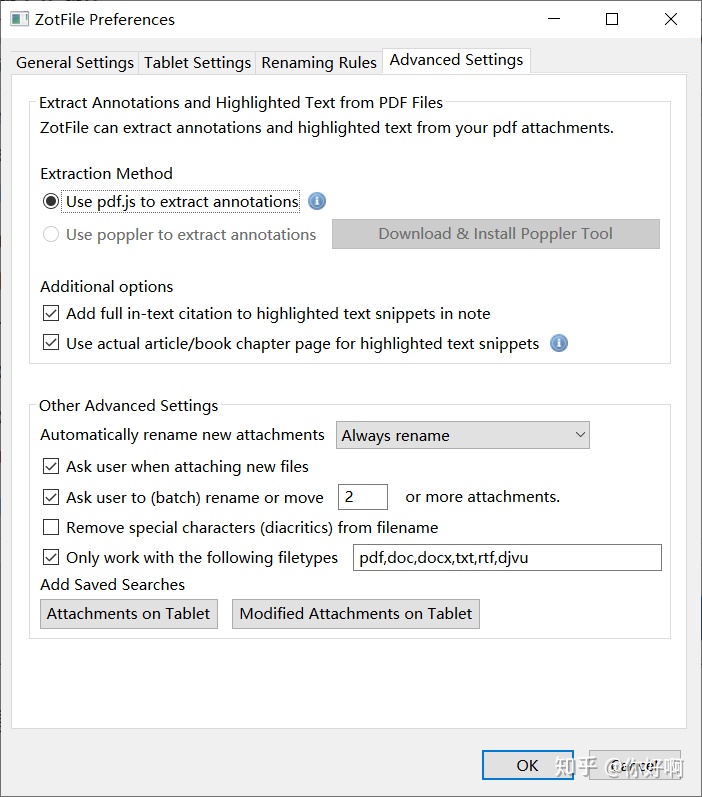 ZotFile Preferences
General Settings Tablet Settings Renaming Rules Advanced Settings
Extract Annotations and Highlighted Text from PDF Files
ZotFile can extract annotations and highlighted text from your pdf attachments.
Extraction Method
Use pdf.js to extract annotations
Use poppler to extract annotations Download & Install Poppler Tool
Additional options
Add full in-text citation to highlighted text snippets in note
Use actual article/book chapter page for highlighted text snippets
Other Advanced Settings
Automatically rename new attachments Always rename
Ask user when attaching new files
Ask user to (batch) rename or move 2 or more attachments.
Remove special characters (diacritics) from filename
Only work with the following filetypes pdf,doc,docx,txt,rtf,djvu
Add Saved Searches
Attachments on Tablet Modified Attachments on Tablet
OK Cancel
知乎 @你好啊